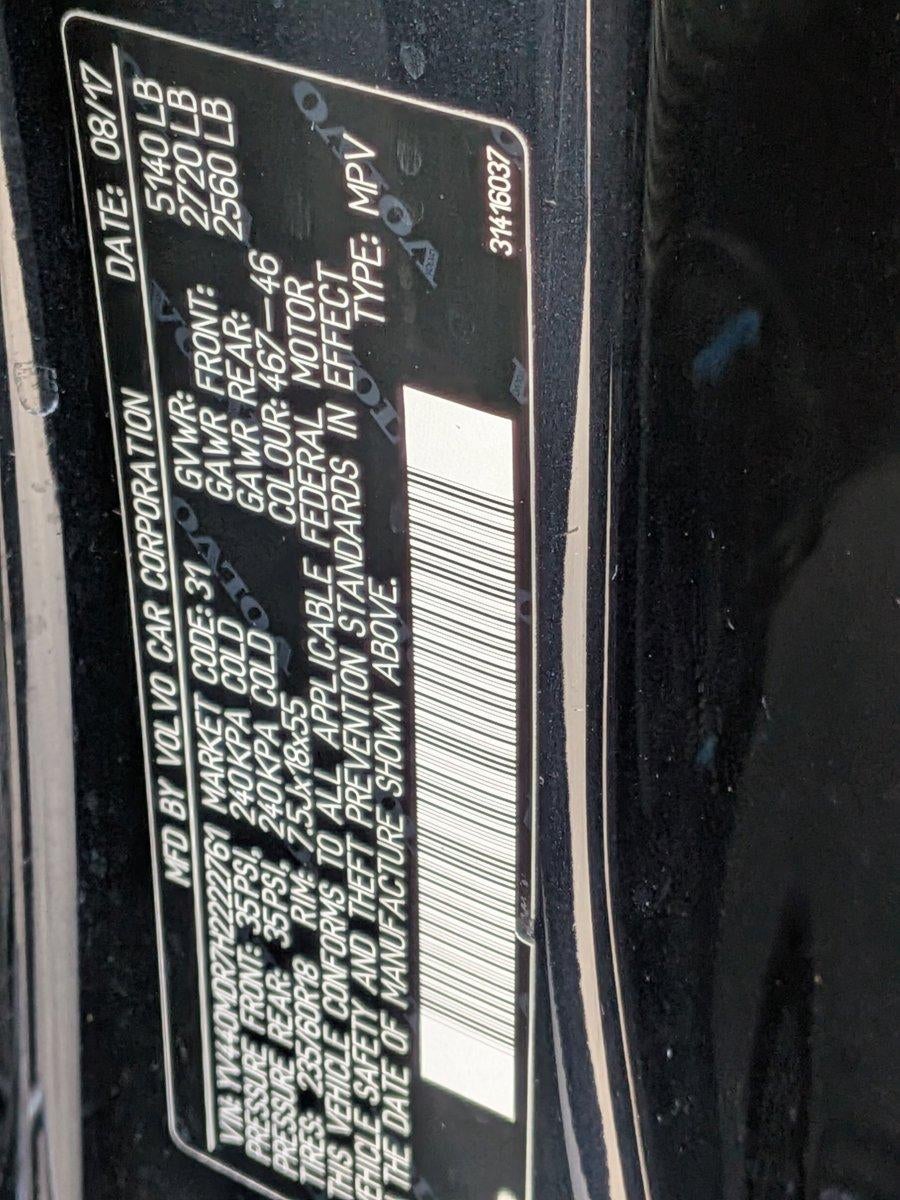 MFD BY VOLVO CAR CORPORATION DATE: 08/17
VIN: YV440MDR7H2222761 MARKET CODE: 31 GVWR: 5140 LB
PRESSURE FRONT: 35PSI, 240KPA COLD GAWR FRONT: 2720 LB
PRESSURE REAR: 35PSI, 240KPA COLD GAWR REAR: 2560 LB
TIRES: 235/60R18 RIM: 7.5Jx18x55 COLOUR: 467—46
THIS VEHICLE CONFORMS TO ALL APPLICABLE FEDERAL MOTOR
VEHICLE SAFETY AND THEFT PREVENTION STANDARDS IN EFFECT
THE DATE OF MANUFACTURE SHOWN ABOVE. TYPE: MPV
31416037